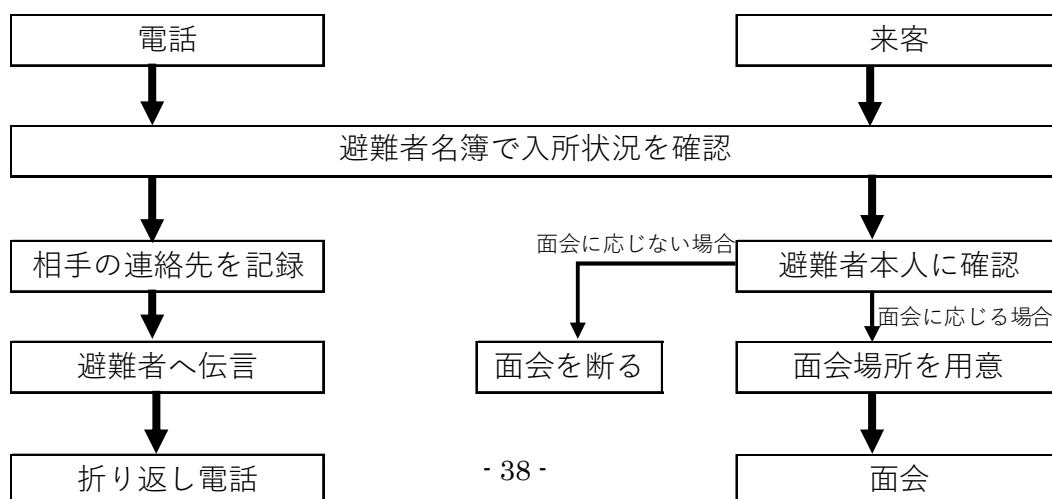 電話
来客
避難者名簿で入所状況を確認
相手の連絡先を記録
面会に応じない場合
避難者本人に確認
面会に応じる場合
避難者へ伝言
面会を断る
面会場所を用意
折り返し電話
- 38 -
面会